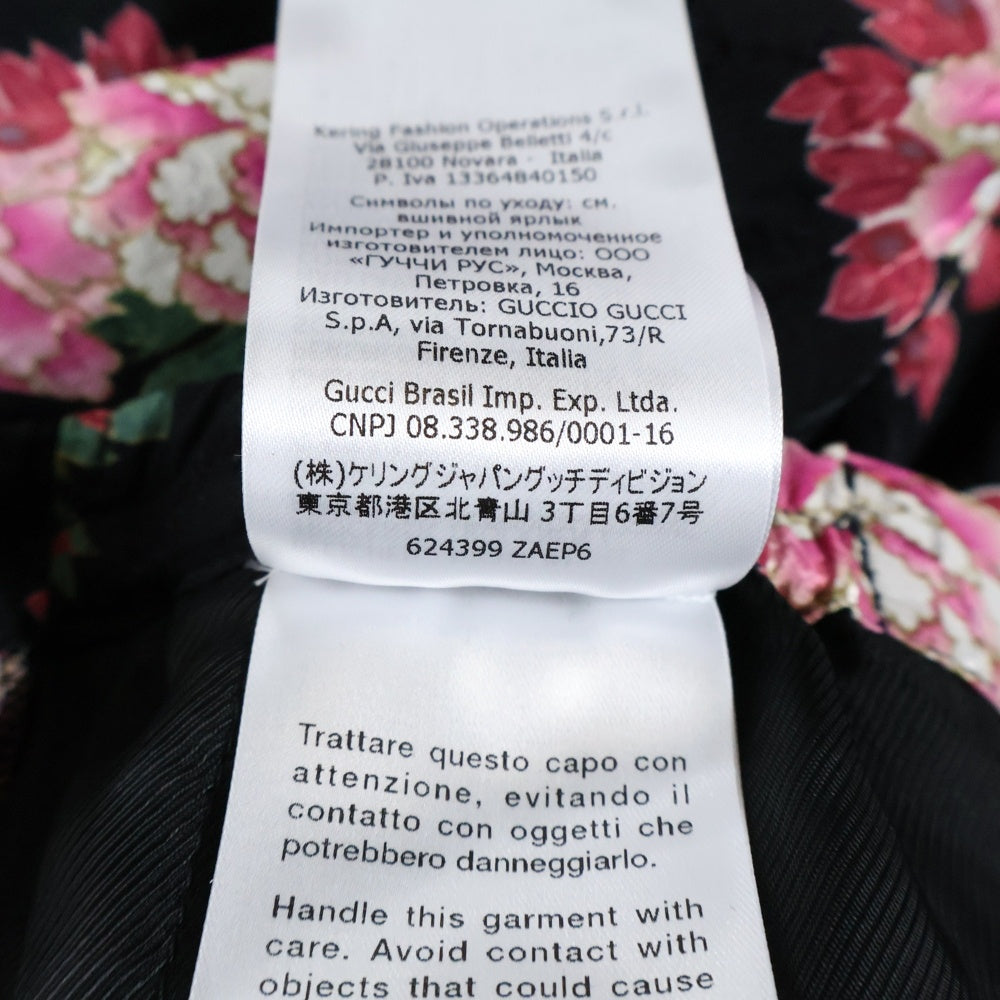 Kering Fashion Operations S.r.l.
Via Giuseppe Belletti 4/c
28100 Novara - Italia
P. Iva 13364840150
Символы по уходу: см.
вшивной ярлык
Импортер и уполномоченное
изготовителем лицо: ООО
«ГУЧЧИ РУС», Москва,
Петровка, 16
Изготовитель: GUCCIO GUCCI
S.p.A, via Tornabuoni,73/R
Firenze, Italia
Gucci Brasil Imp. Exp. Ltda.
CNPJ 08.338.986/0001-16
(株)ケリングジャパングッチディビジョン
東京都港区北青山 3丁目6番7号
624399 ZAEP6
Trattare questo capo con
attenzione, evitando il
contatto con oggetti che
potrebbero danneggiarlo.
Handle this garment with
care. Avoid contact with
objects that could cause